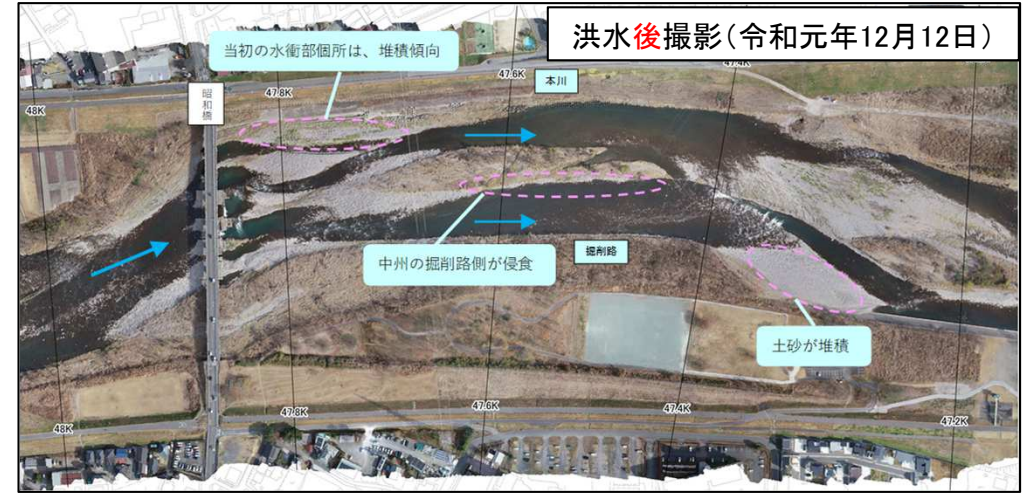 洪水後撮影(令和元年12月12日)
当初の水衝部個所は、堆積傾向
47.6K
本川
47.4K
昭和橋
47.8K
48K
中州の掘削路側が侵食
掘削路
土砂が堆積
47.8K
47.6K
47.4K
47.2K
48K